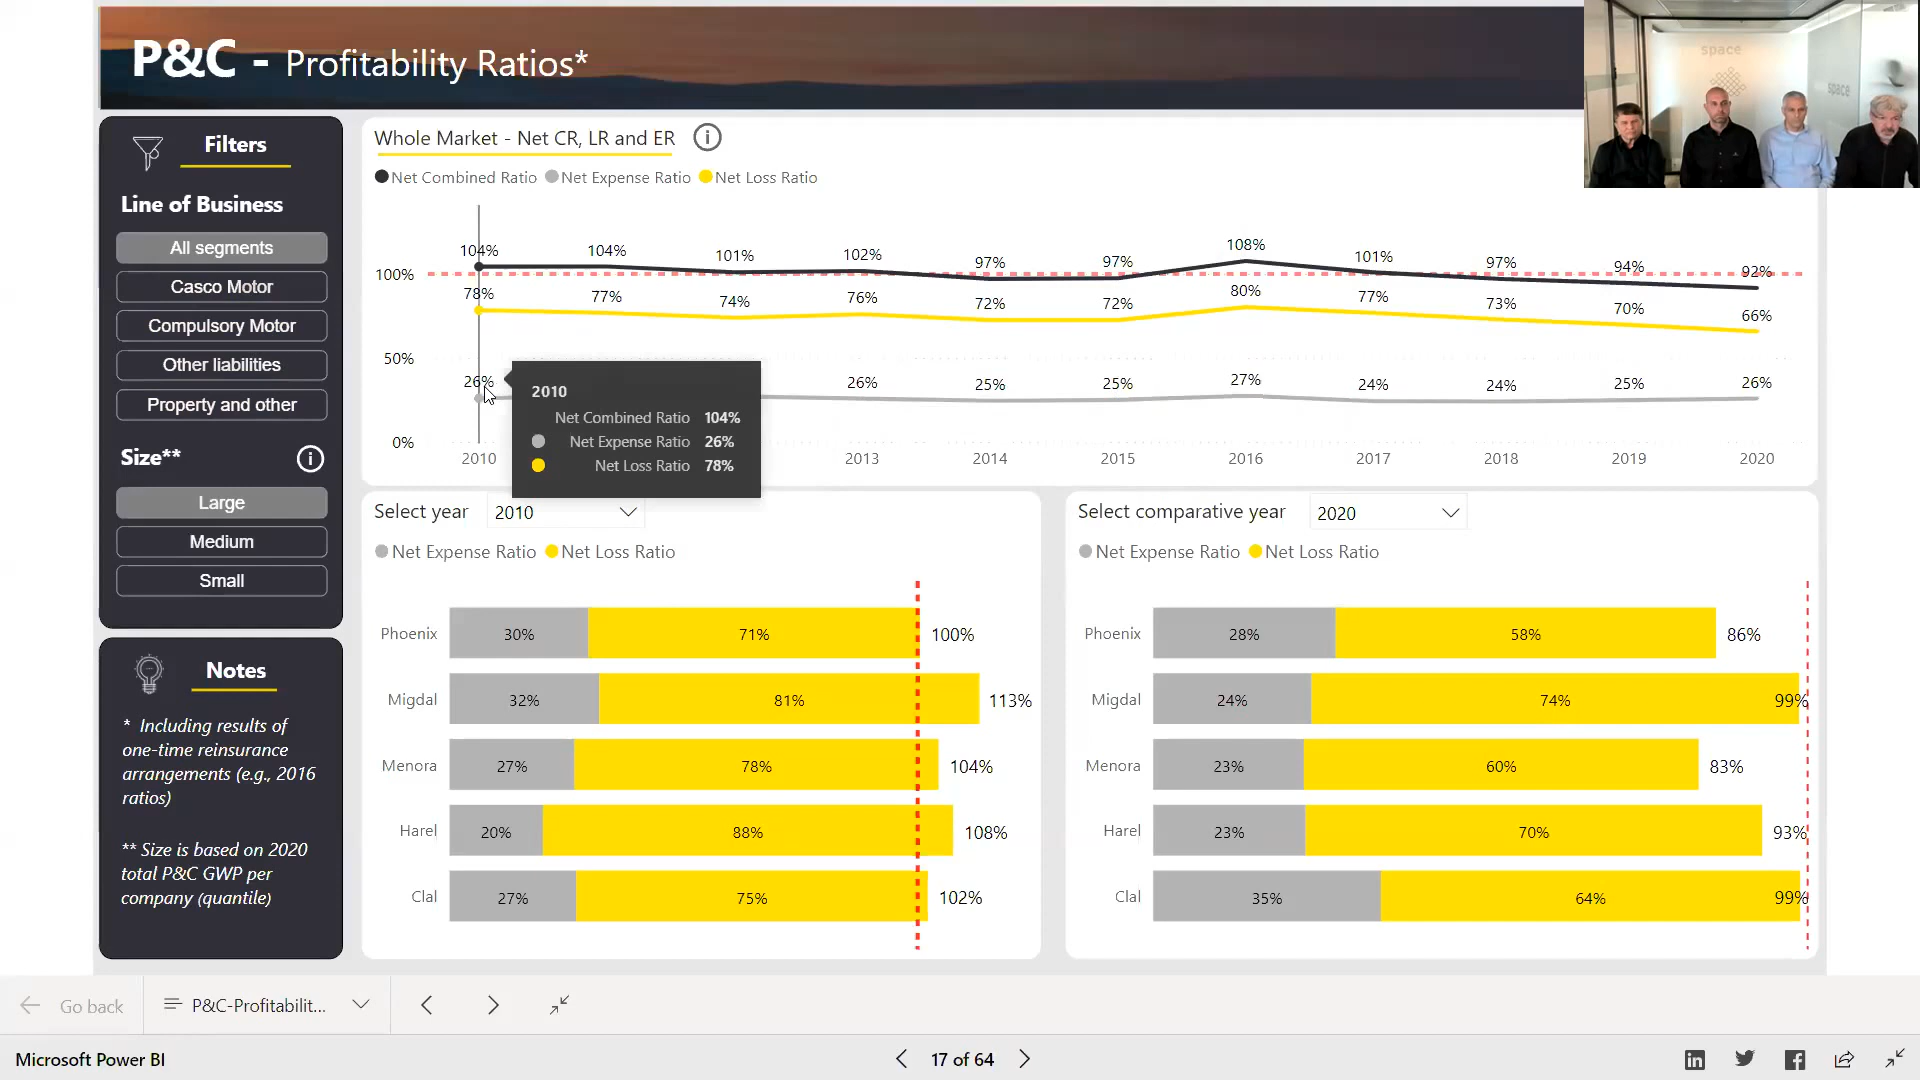 P&C - Profitability Ratios*
space
space
Filters
Line of Business
All segments
Casco Motor
Compulsory Motor
Other liabilities
Property and other
Size**
Large
Medium
Small
Notes
* Including results of
one-time reinsurance
arrangements (e.g., 2016
ratios)
** Size is based on 2020
total P&C GWP per
company (quantile)
Whole Market - Net CR, LR and ER
Net Combined Ratio Net Expense Ratio Net Loss Ratio
104% 104% 101% 102% 97% 97% 108% 101% 97% 94% 92%
100%
78% 77% 74% 76% 72% 72% 80% 77% 73% 70% 66%
50%
26% 26% 25% 25% 27% 24% 24% 25% 26%
0%
2010 2013 2014 2015 2016 2017 2018 2019 2020
2010
Net Combined Ratio 104%
Net Expense Ratio 26%
Net Loss Ratio 78%
Select year 2010
Net Expense Ratio Net Loss Ratio
Phoenix 30% 71% 100%
Migdal 32% 81% 113%
Menora 27% 78% 104%
Harel 20% 88% 108%
Clal 27% 75% 102%
Select comparative year 2020
Net Expense Ratio Net Loss Ratio
Phoenix 28% 58% 86%
Migdal 24% 74% 99%
Menora 23% 60% 83%
Harel 23% 70% 93%
Clal 35% 64% 99%
Go back
P&C-Profitabilit...
Microsoft Power BI
17 of 64